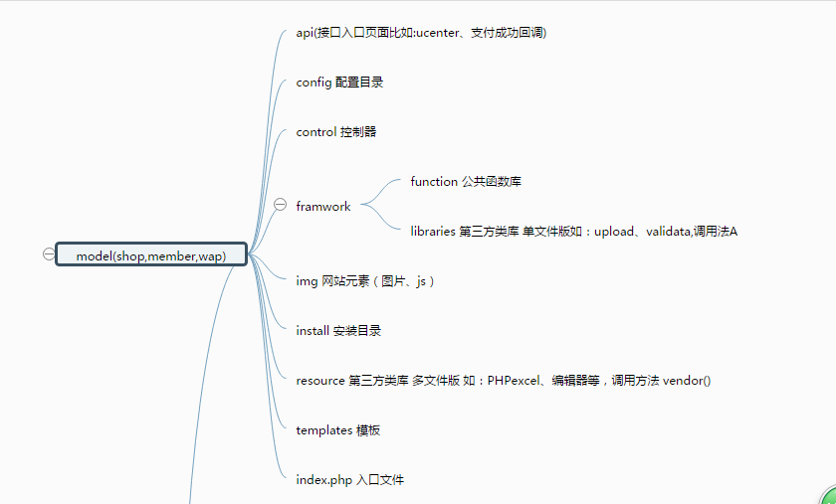 api(接口入口页面比如:ucenter、支付成功回调)
config 配置目录
control 控制器
function 公共函数库
framwork
libraries 第三方类库 单文件版如：upload、validata,调用法A
model(shop,member,wap)
img 网站元素（图片、js）
install 安装目录
resource 第三方类库 多文件版 如：PHPexcel、编辑器等，调用方法 vendor()
templates 模板
index.php 入口文件